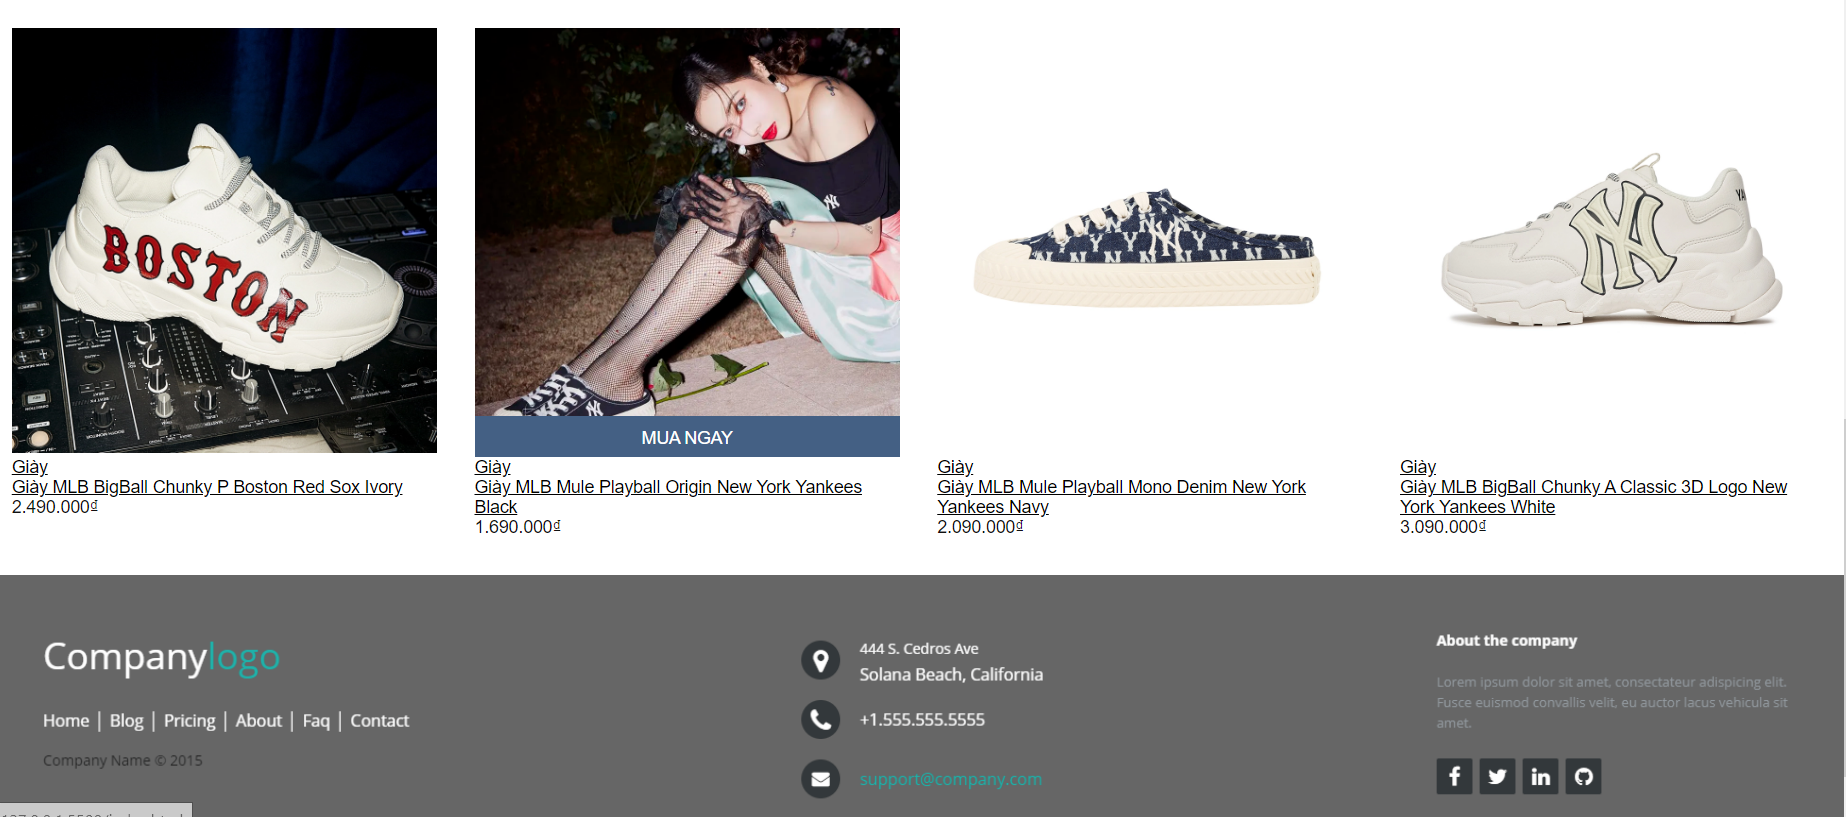 BOSTON
MUA NGAY
Giày
Giày MLB BigBall Chunky P Boston Red Sox Ivory
2.490.000₫
Giày
Giày MLB Mule Playball Origin New York Yankees
Black
1.690.000₫
Giày
Giày MLB Mule Playball Mono Denim New York
Yankees Navy
2.090.000₫
Giày
Giày MLB BigBall Chunky A Classic 3D Logo New
York Yankees White
3.090.000₫
Companylogo
Home | Blog | Pricing | About | Faq | Contact
Company Name © 2015
444 S. Cedros Ave
Solana Beach, California
+1.555.555.5555
support@company.com
About the company
Lorem ipsum dolor sit amet, consectateur adispicing elit.
Fusce euismod convallis velit, eu auctor lacus vehicula sit
amet.